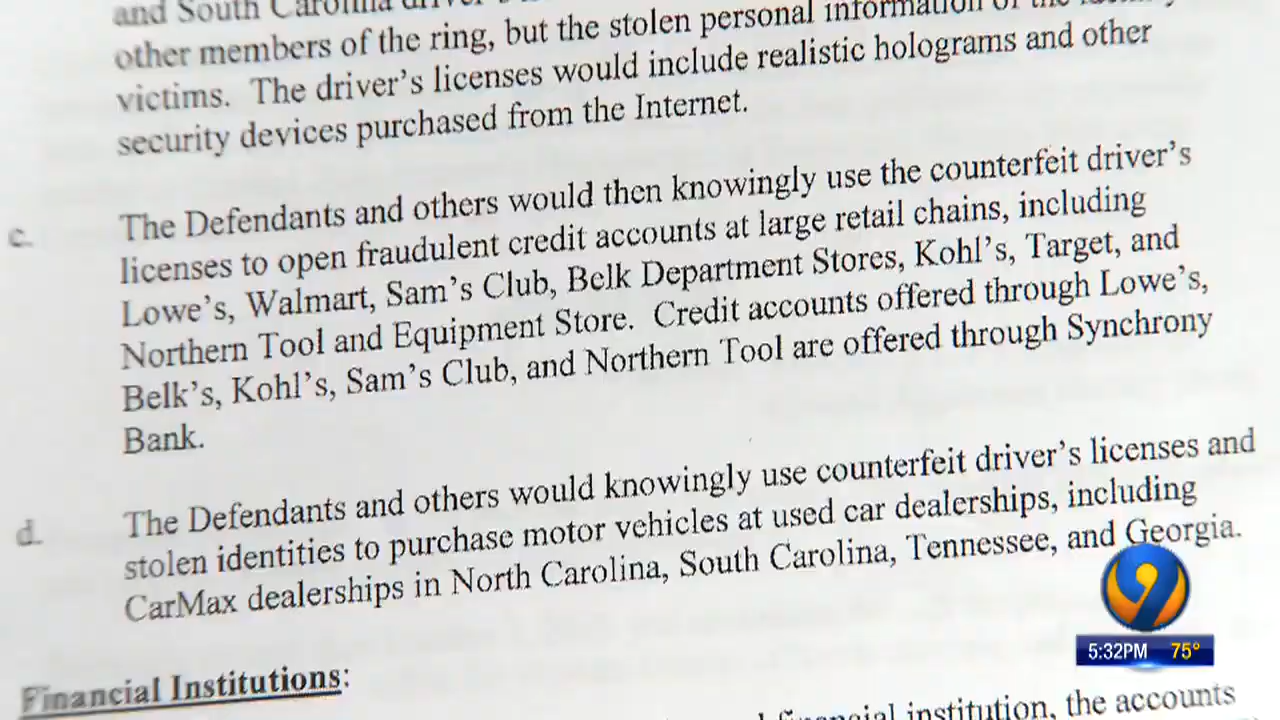 and South Carolina driver's
other members of the ring, but the stolen personal information of the
victims. The driver's licenses would include realistic holograms and other
security devices purchased from the Internet.
c. The Defendants and others would then knowingly use the counterfeit driver's
licenses to open fraudulent credit accounts at large retail chains, including
Lowe's, Walmart, Sam's Club, Belk Department Stores, Kohl's, Target, and
Northern Tool and Equipment Store. Credit accounts offered through Lowe's,
Belk's, Kohl's, Sam's Club, and Northern Tool are offered through Synchrony
Bank.
d. The Defendants and others would knowingly use counterfeit driver's licenses and
stolen identities to purchase motor vehicles at used car dealerships, including
CarMax dealerships in North Carolina, South Carolina, Tennessee, and Georgia.
9
5:32PM 75°
Financial Institutions:
financial institution, the accounts